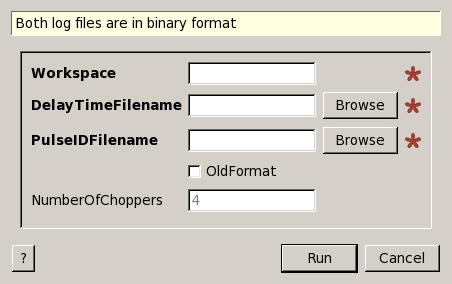 Both log files are in binary format
Workspace
DelayTimeFilename Browse
PulseIDFilename Browse
OldFormat
NumberOfChoppers 4
? Run Cancel